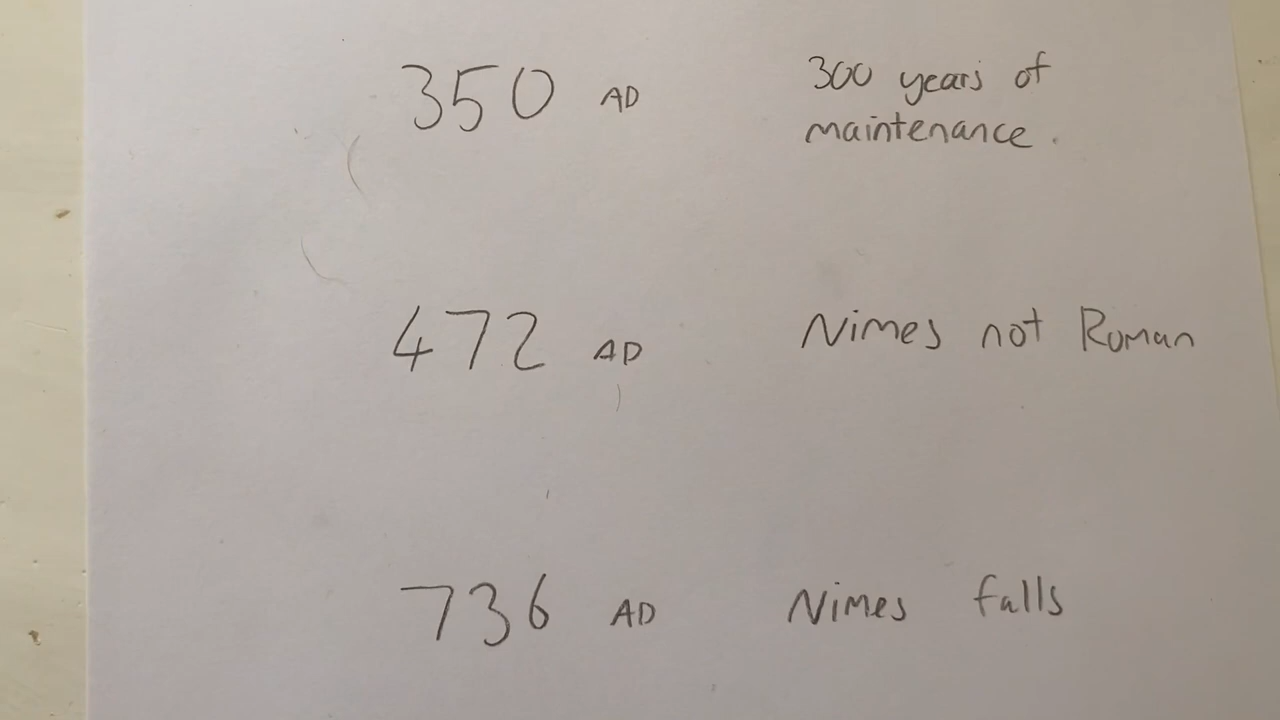 350 AD 300 years of
maintenance.
472 AD Nimes not Roman
736 AD Nimes falls